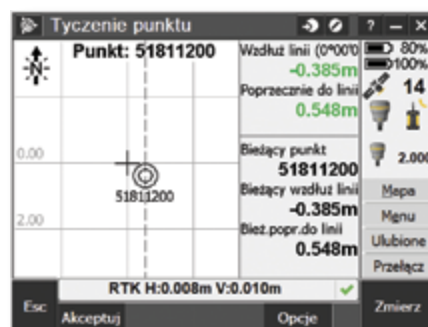 Tyczenie punktu
? – ×
Punkt: 51811200
N
0.00
2.00
51811200
Wzdłuż linii (0°00'0
-0.385m
Poprzecznie do linii
0.548m
Bieżący punkt
51811200
Bieżący wzdłuż linii
-0.385m
Bież.popr.do linii
0.548m
80%
100%
14
2.000
Mapa
Menu
Ulubione
Przełącz
RTK H:0.008m V:0.010m
Esc
Akceptuj
Opcje
Zmierz